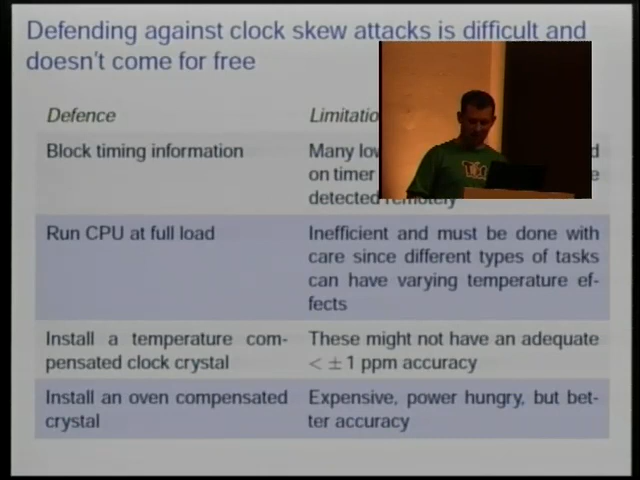 Defending against clock skew attacks is difficult and
doesn't come for free
Defence
Block timing information
Many
on timer
detected remotely
Run CPU at full load
Inefficient and must be done with
care since different types of tasks
can have varying temperature ef-
fects
Install a temperature com-
pensated clock crystal
These might not have an adequate
< ± 1 ppm accuracy
Install an oven compensated
crystal
Expensive, power hungry, but bet-
ter accuracy